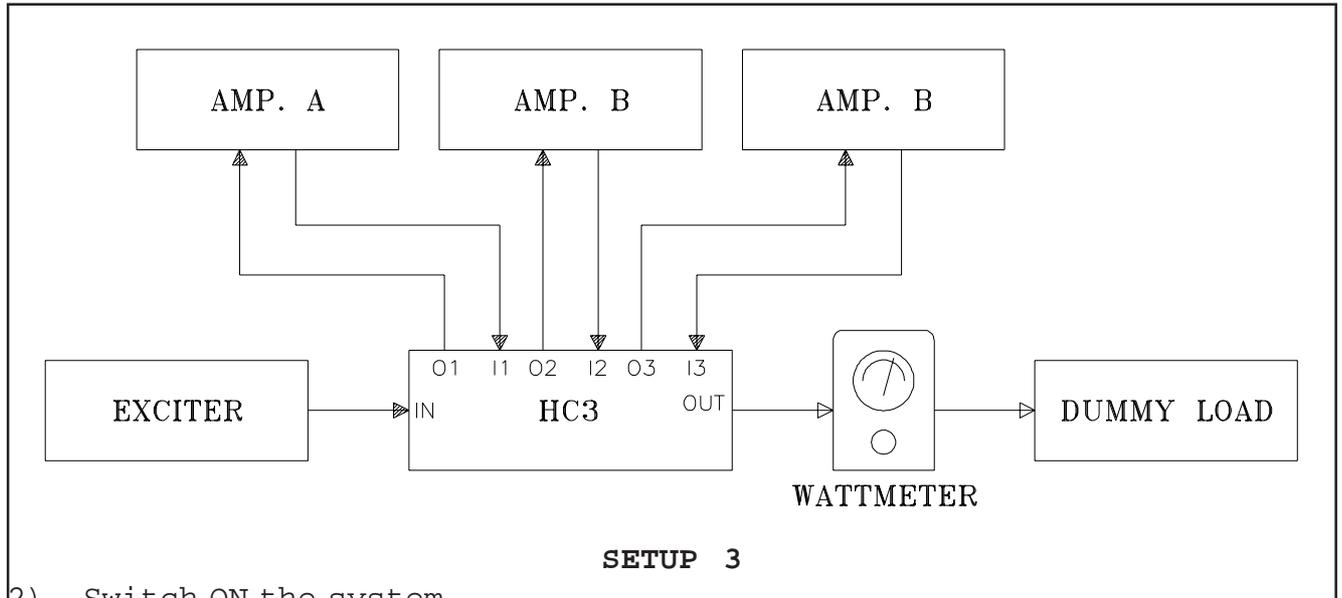 AMP. A AMP. B AMP. B
O1 I1 O2 I2 O3 I3
EXCITER IN HC3 OUT DUMMY LOAD
WATTMETER
SETUP 3
2) Switch ON the system